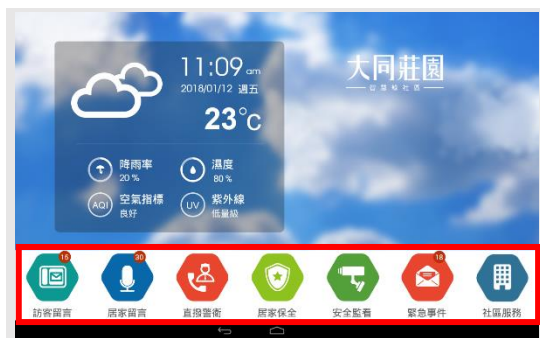 11:09 am
2018/01/12 週五
23°C
大同莊園
降雨率
20 %
濕度
80 %
AQI
空氣指標
良好
UV
紫外線
低量級
16
30
18
訪客留言
居家留言
直撥警衛
居家保全
安全監看
緊急事件
社區服務